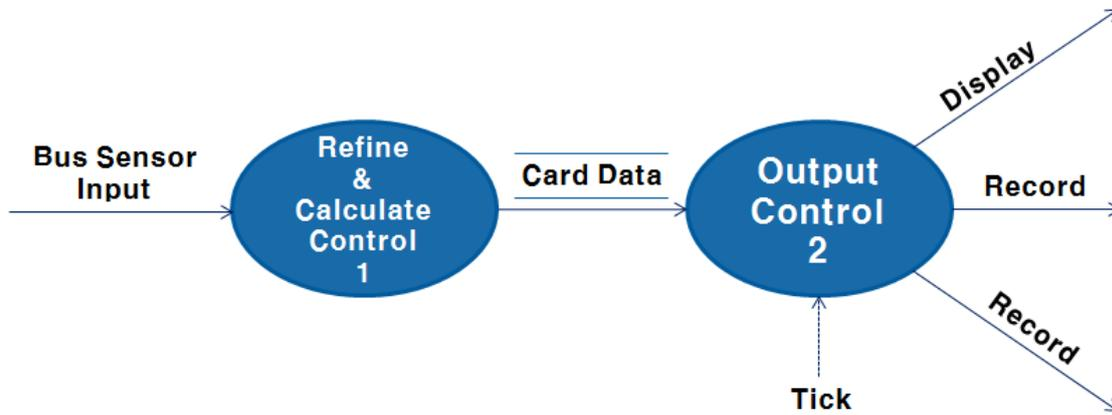 Bus Sensor
Input
Refine
&
Calculate
Control
1
Card Data
Output
Control
2
Display
Record
Record
Tick